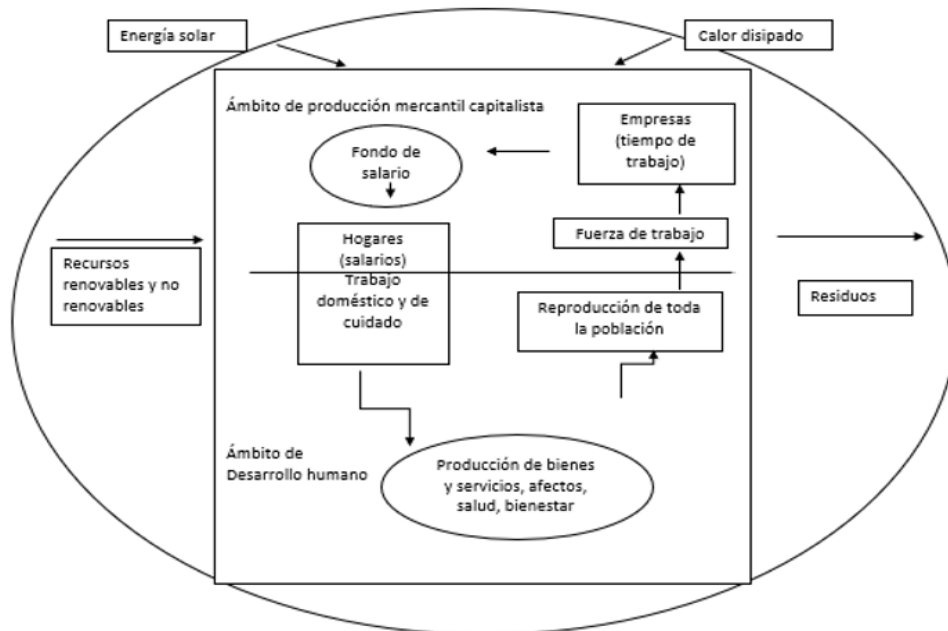 Energía solar
Calor disipado
Ámbito de producción mercantil capitalista
Empresas
(tiempo de
trabajo)
Fondo de
salario
Fuerza de trabajo
Hogares
(salarios)
Trabajo
doméstico y de
cuidado
Recursos
renovables y no
renovables
Residuos
Reproducción de toda
la población
Ámbito de
Desarrollo humano
Producción de bienes
y servicios, afectos,
salud, bienestar